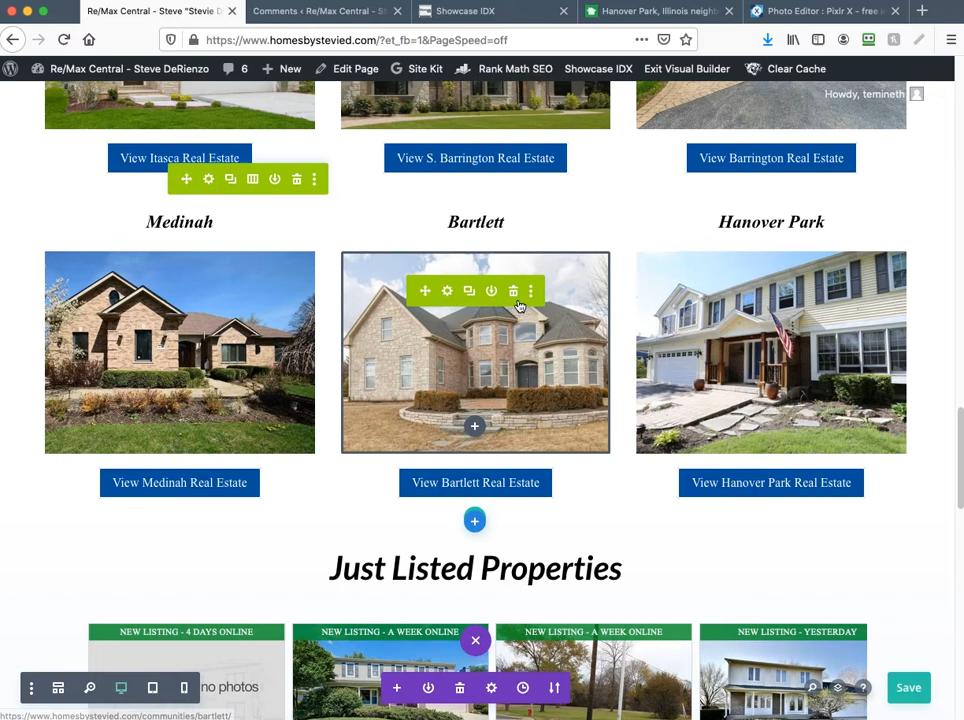 Re/Max Central - Steve "Stevie D
Comments ‹ Re/Max Central - St
Showcase IDX
Hanover Park, Illinois neighb
Photo Editor : Pixlr X - free i
https://www.homesbystevied.com/?et_fb=1&PageSpeed=off
Re/Max Central - Steve DeRienzo
6
New
Edit Page
Site Kit
Rank Math SEO
Showcase IDX
Exit Visual Builder
Clear Cache
Howdy, temineth
View Itasca Real Estate
View S. Barrington Real Estate
View Barrington Real Estate
Medinah
Bartlett
Hanover Park
View Medinah Real Estate
View Bartlett Real Estate
View Hanover Park Real Estate
Just Listed Properties
NEW LISTING - 4 DAYS ONLINE
NEW LISTING - A WEEK ONLINE
NEW LISTING - A WEEK ONLINE
NEW LISTING - YESTERDAY
no photos
Save
https://www.homesbystevied.com/communities/bartlett/